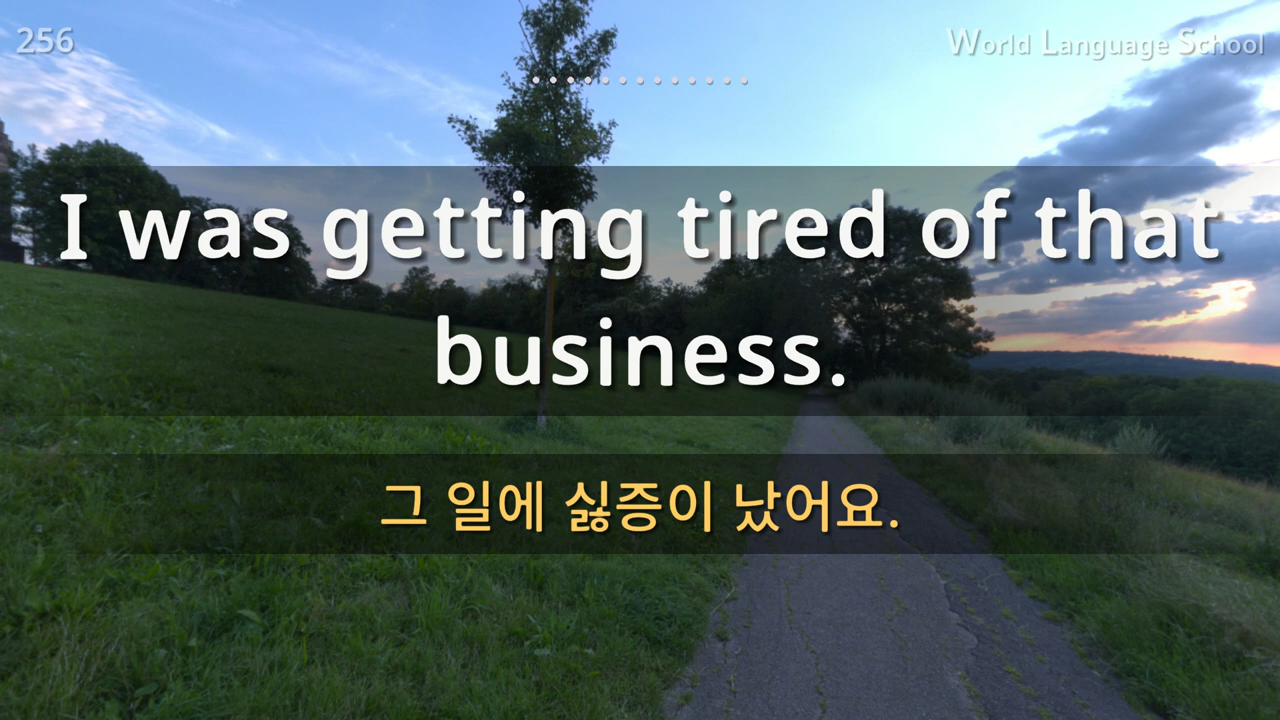 256
World Language School
I was getting tired of that
business.
그 일에 싫증이 났어요.